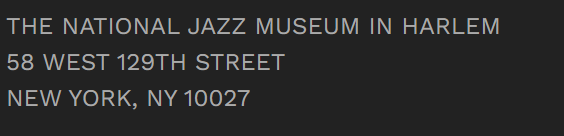 THE NATIONAL JAZZ MUSEUM IN HARLEM
58 WEST 129TH STREET
NEW YORK, NY 10027